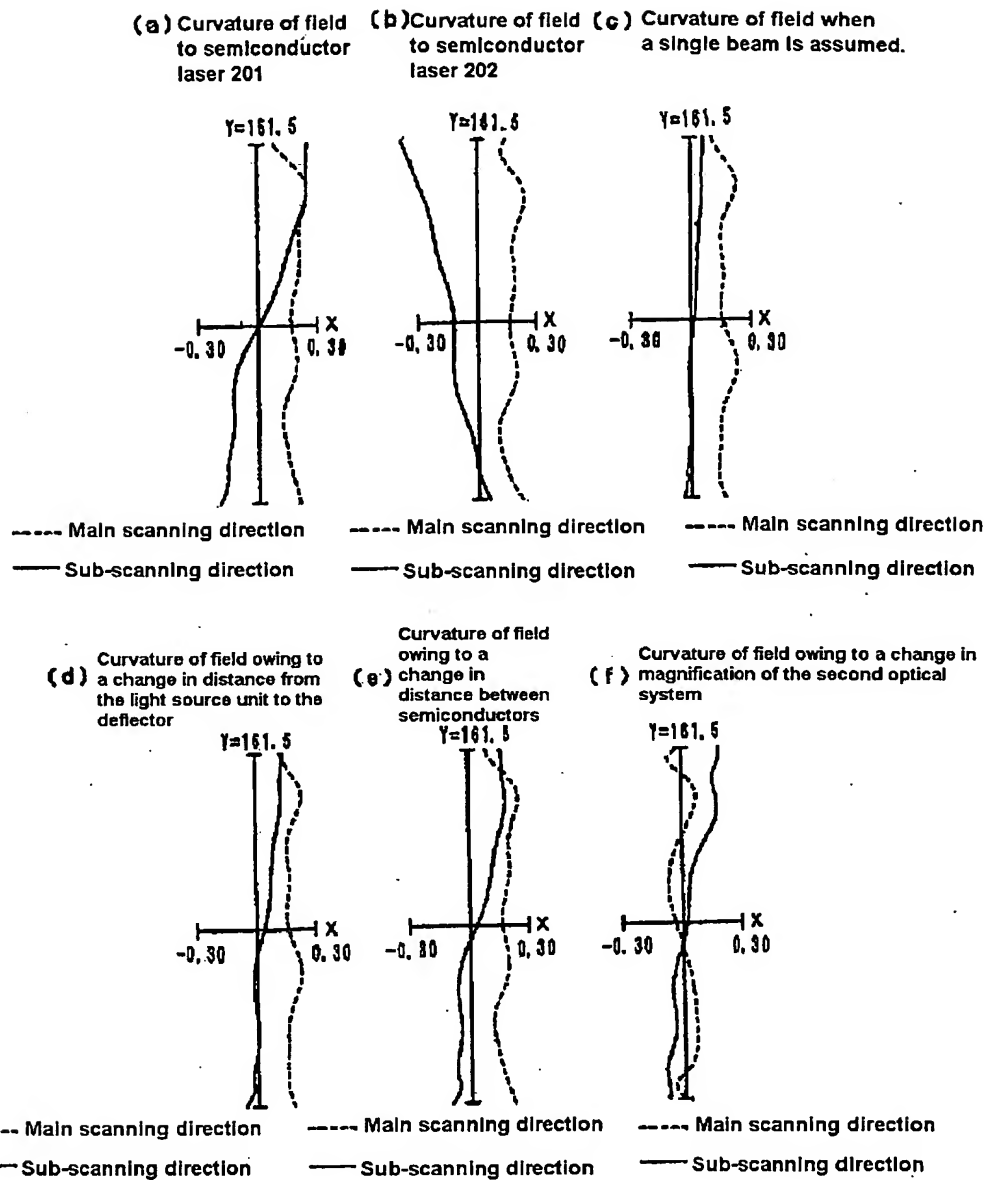 (a) Curvature of field
to semiconductor
laser 201
(b) Curvature of field
to semiconductor
laser 202
(c) Curvature of field when
a single beam is assumed.
Y=161.5
X
-0.30
0.30
Y=161.5
X
-0.30
0.30
Y=161.5
X
-0.30
0.30
Main scanning direction
Sub-scanning direction
Main scanning direction
Sub-scanning direction
Main scanning direction
Sub-scanning direction
(d) Curvature of field owing to
a change in distance from
the light source unit to the
deflector
(e) Curvature of field
owing to a
change in
distance between
semiconductors
(f) Curvature of field owing to a change in
magnification of the second optical
system
Y=161.5
X
-0.30
0.30
Y=161.5
X
-0.30
0.30
Y=161.5
X
-0.30
0.30
Main scanning direction
Sub-scanning direction
Main scanning direction
Sub-scanning direction
Main scanning direction
Sub-scanning direction